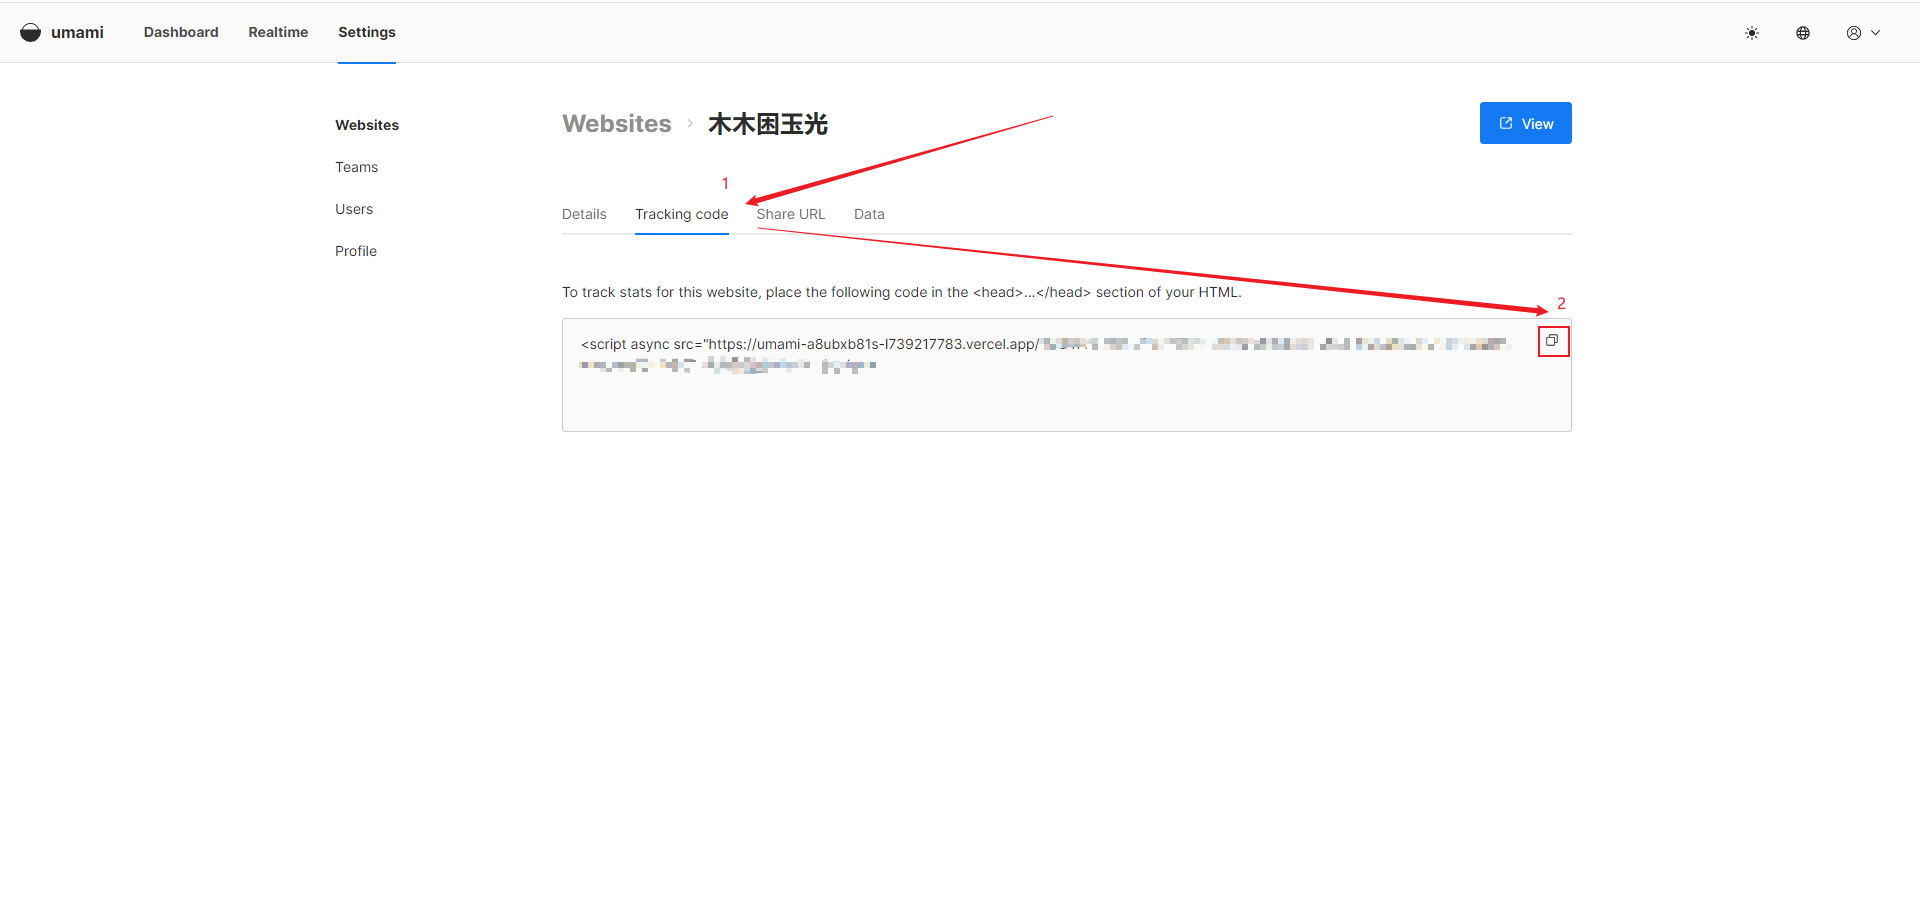 umami Dashboard Realtime Settings
Websites
Teams
Users
Profile
Websites > 木木困玉光
View
1
Details Tracking code Share URL Data
To track stats for this website, place the following code in the <head>...</head> section of your HTML.
2
<script async src="https://umami-a8ubxb81s-l739217783.vercel.app/